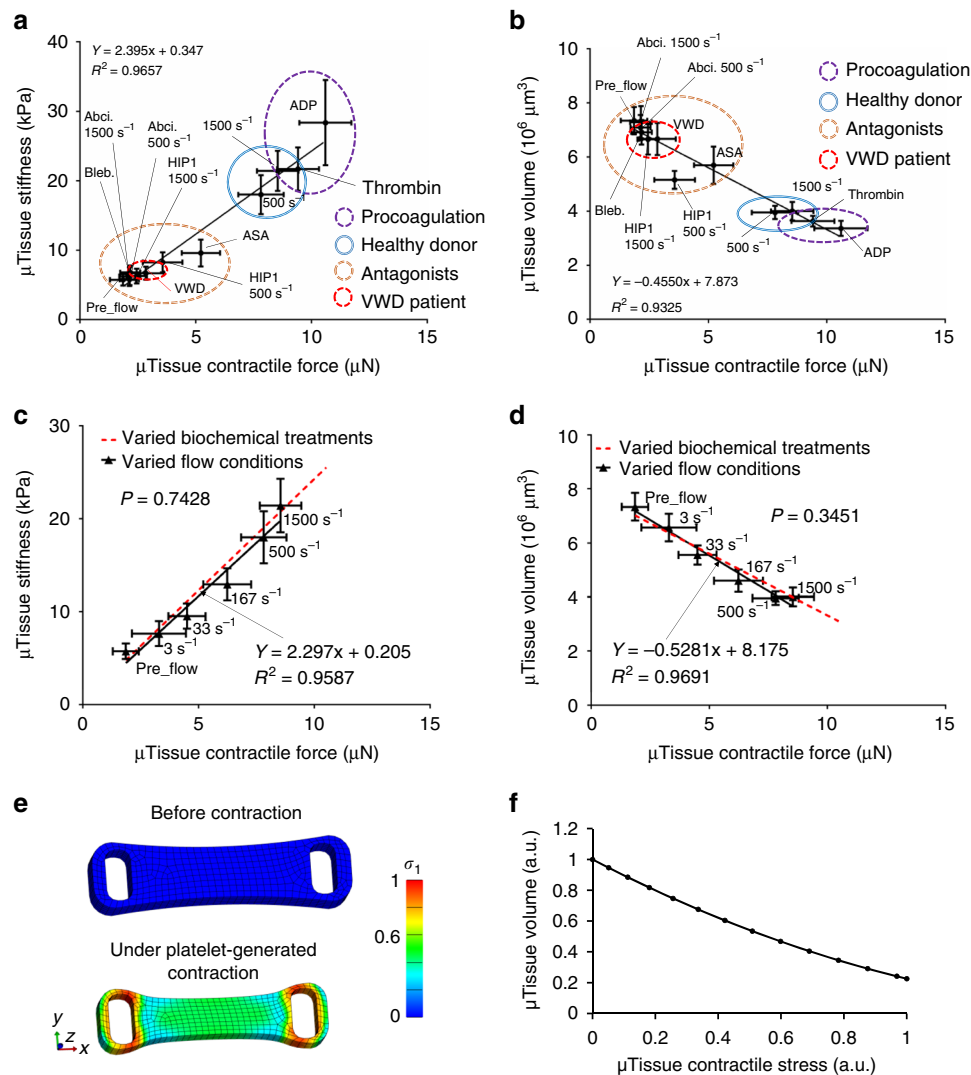 a
Y = 2.395x + 0.347
R² = 0.9657
μTissue stiffness (kPa)
40
30
20
10
0
0
5
10
15
μTissue contractile force (μN)
Abci.
1500 s⁻¹
Bleb.
Abci.
500 s⁻¹
HIP1
1500 s⁻¹
1500 s⁻¹
ADP
500 s⁻¹
Thrombin
ASA
HIP1
500 s⁻¹
VWD
Pre_flow
Procoagulation
Healthy donor
Antagonists
VWD patient
b
Abci. 1500 s⁻¹
Abci. 500 s⁻¹
Pre_flow
VWD
ASA
Bleb.
HIP1
1500 s⁻¹
HIP1
500 s⁻¹
1500 s⁻¹
Thrombin
500 s⁻¹
ADP
Y = −0.4550x + 7.873
R² = 0.9325
μTissue volume (10⁶ μm³)
10
8
6
4
2
0
0
5
10
15
μTissue contractile force (μN)
Procoagulation
Healthy donor
Antagonists
VWD patient
c
Varied biochemical treatments
Varied flow conditions
P = 0.7428
1500 s⁻¹
500 s⁻¹
167 s⁻¹
33 s⁻¹
3 s⁻¹
Pre_flow
Y = 2.297x + 0.205
R² = 0.9587
μTissue stiffness (kPa)
30
20
10
0
0
5
10
15
μTissue contractile force (μN)
d
Varied biochemical treatments
Varied flow conditions
Pre_flow
P = 0.3451
3 s⁻¹
33 s⁻¹
167 s⁻¹
1500 s⁻¹
500 s⁻¹
Y = −0.5281x + 8.175
R² = 0.9691
μTissue volume (10⁶ μm³)
10
8
6
4
2
0
0
5
10
15
μTissue contractile force (μN)
e
Before contraction
σ₁
1
0.6
0
Under platelet-generated
contraction
y
z
x
f
μTissue volume (a.u.)
1.2
1
0.8
0.6
0.4
0.2
0
0
0.2
0.4
0.6
0.8
1
μTissue contractile stress (a.u.)